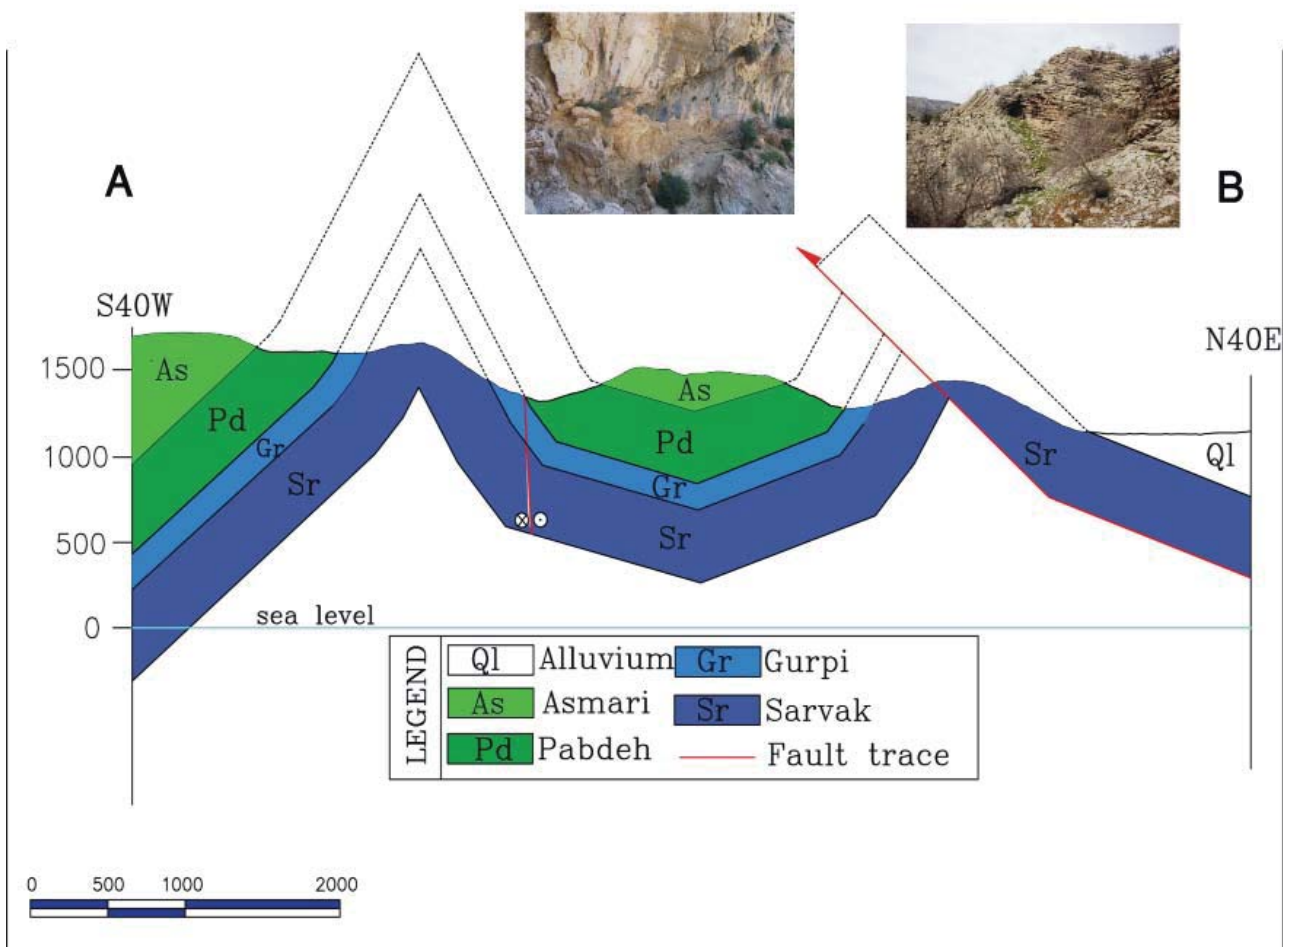 A
B
S40W
N40E
1500
1000
500
0
As
Pd
Gr
Sr
As
Pd
Gr
Sr
Sr
Ql
sea level
LEGEND
Ql Alluvium
As Asmari
Pd Pabdeh
Gr Gurpi
Sr Sarvak
Fault trace
0 500 1000 2000